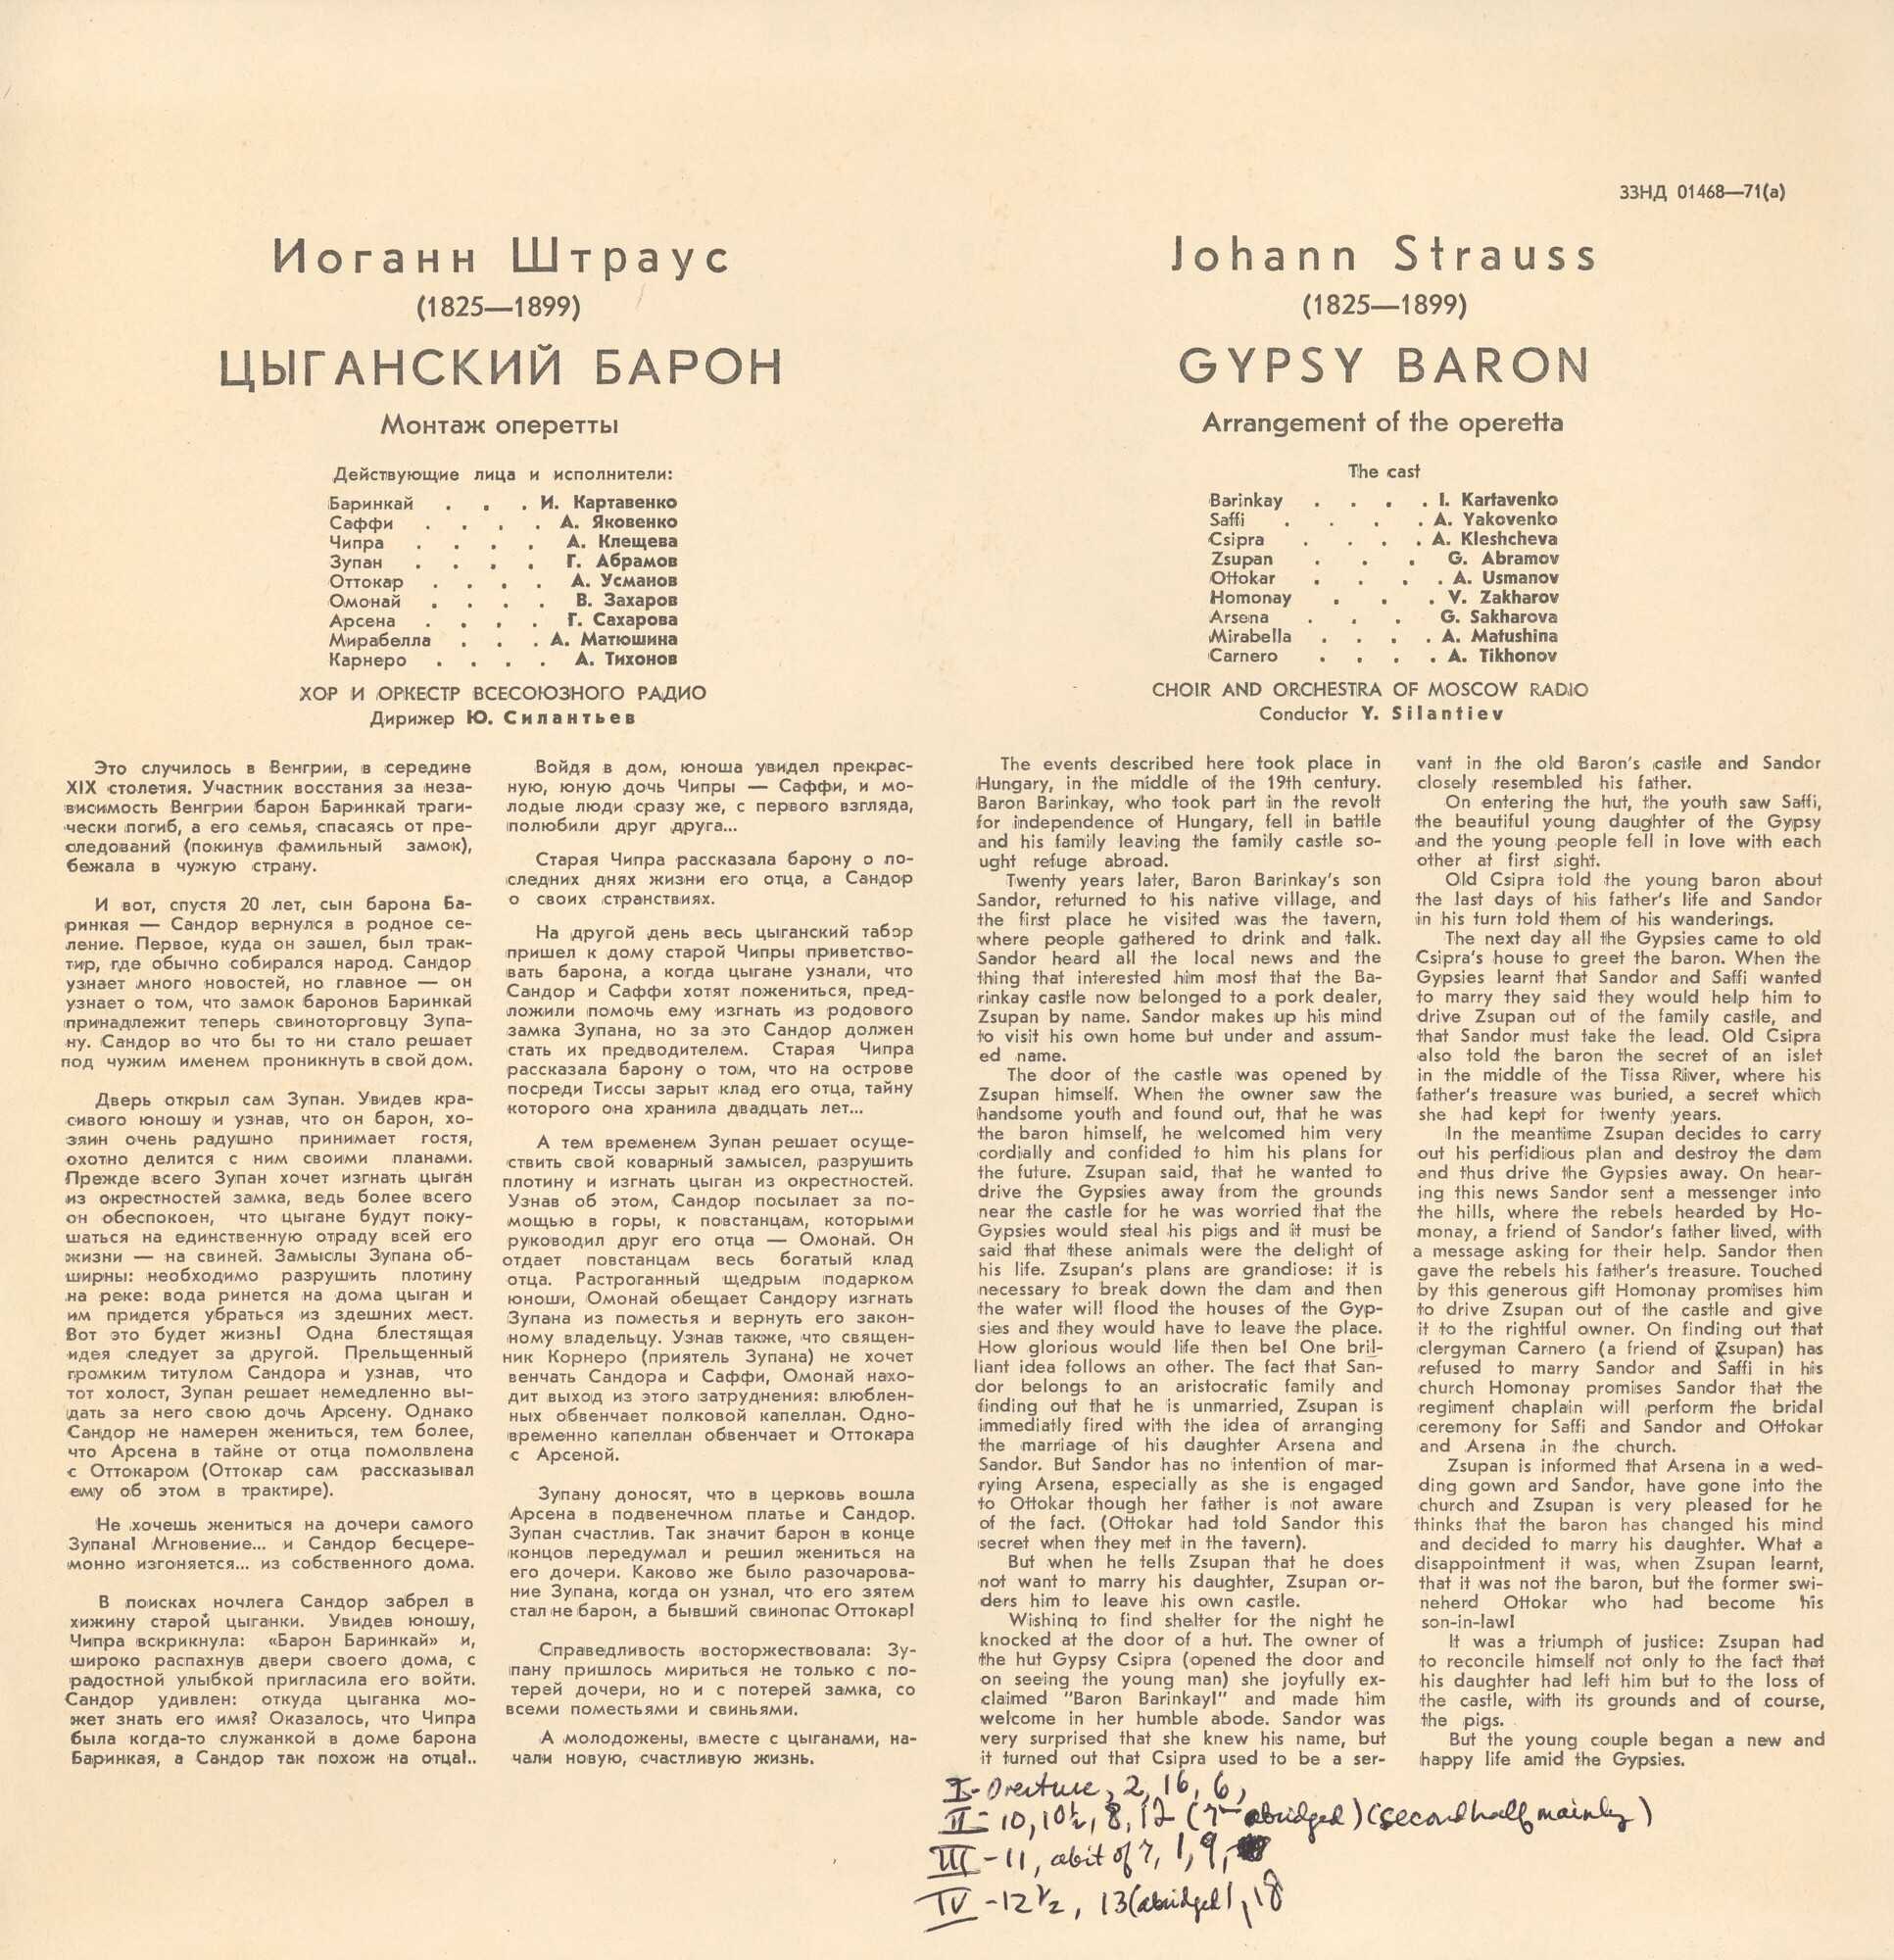 33НД 01468—71(a)
Иоганн Штраус
(1825—1899)
ЦЫГАНСКИЙ БАРОН
Монтаж оперетты
Действующие лица и исполнители:
Баринкай . . . И. Картавенко
Саффи . . . . А. Яковенко
Чипра . . . . А. Клещева
Зупан . . . . Г. Абрамов
Оттокар . . . . А. Усманов
Омонай . . . . В. Захаров
Арсена . . . . Г. Сахарова
Мирабелла . . . А. Матюшина
Карнеро . . . . А. Тихонов
ХОР И ОРКЕСТР ВСЕСОЮЗНОГО РАДИО
Дирижер Ю. Силантьев
Это случилось в Венгрии, в середине
XIX столетия. Участник восстания за неза-
висимость Венгрии барон Баринкай траги-
чески погиб, а его семья, спасаясь от пре-
следований (покинув фамильный замок),
бежала в чужую страну.
И вот, спустя 20 лет, сын барона Ба-
ринкая — Сандор вернулся в родное се-
ление. Первое, куда он зашел, был трак-
тир, где обычно собирался народ. Сандор
узнает много новостей, но главное — он
узнает о том, что замок баронов Баринкай
принадлежит теперь свиноторговцу Зупа-
ну. Сандор во что бы то ни стало решает
под чужим именем проникнуть в свой дом.
Дверь открыл сам Зупан. Увидев кра-
сивого юношу и узнав, что он барон, хо-
зяин очень радушно принимает гостя,
охотно делится с ним своими планами.
Прежде всего Зупан хочет изгнать цыган
из окрестностей замка, ведь более всего
он обеспокоен, что цыгане будут поку-
шаться на единственную отраду всей его
жизни — на свиней. Замыслы Зупана об-
ширны: необходимо разрушить плотину
на реке: вода ринется на дома цыган и
им придется убраться из здешних мест.
Вот это будет жизнь! Одна блестящая
идея следует за другой. Прельщенный
громким титулом Сандора и узнав, что
тот холост, Зупан решает немедленно вы-
дать за него свою дочь Арсену. Однако
Сандор не намерен жениться, тем более,
что Арсена в тайне от отца помолвлена
с Оттокаром (Оттокар сам рассказывал
ему об этом в трактире).
Не хочешь жениться на дочери самого
Зупана! Мгновение... и Сандор бесцере-
монно изгоняется... из собственного дома.
В поисках ночлега Сандор забрел в
хижину старой цыганки. Увидев юношу,
Чипра вскрикнула: «Барон Баринкай» и,
широко распахнув двери своего дома, с
радостной улыбкой пригласила его войти.
Сандор удивлен: откуда цыганка мо-
жет знать его имя? Оказалось, что Чипра
была когда-то служанкой в доме барона
Баринкая, а Сандор так похож на отца!..
Войдя в дом, юноша увидел прекрас-
ную, юную дочь Чипры — Саффи, и мо-
лодые люди сразу же, с первого взгляда,
полюбили друг друга...
Старая Чипра рассказала барону о по-
следних днях жизни его отца, а Сандор
о своих странствиях.
На другой день весь цыганский табор
пришел к дому старой Чипры приветство-
вать барона, а когда цыгане узнали, что
Сандор и Саффи хотят пожениться, пред-
ложили помочь ему изгнать из родового
замка Зупана, но за это Сандор должен
стать их предводителем. Старая Чипра
рассказала барону о том, что на острове
посреди Тиссы зарыт клад его отца, тайну
которого она хранила двадцать лет...
А тем временем Зупан решает осуще-
ствить свой коварный замысел, разрушить
плотину и изгнать цыган из окрестностей.
Узнав об этом, Сандор посылает за по-
мощью в горы, к повстанцам, которыми
руководил друг его отца — Омонай. Он
отдает повстанцам весь богатый клад
отца. Растроганный щедрым подарком
юноши, Омонай обещает Сандору изгнать
Зупана из поместья и вернуть его закон-
ному владельцу. Узнав также, что священ-
ник Корнеро (приятель Зупана) не хочет
венчать Сандора и Саффи, Омонай нахо-
дит выход из этого затруднения: влюблен-
ных обвенчает полковой капеллан. Одно-
временно капеллан обвенчает и Оттокара
с Арсеной.
Зупану доносят, что в церковь вошла
Арсена в подвенечном платье и Сандор.
Зупан счастлив. Так значит барон в конце
концов передумал и решил жениться на
его дочери. Каково же было разочарова-
ние Зупана, когда он узнал, что его зятем
стал не барон, а бывший свинопас Оттокар!
Справедливость восторжествовала: Зу-
пану пришлось мириться не только с по-
терей дочери, но и с потерей замка, со
всеми поместьями и свиньями.
А молодожены, вместе с цыганами, на-
чали новую, счастливую жизнь.
Johann Strauss
(1825—1899)
GYPSY BARON
Arrangement of the operetta
The cast
Barinkay . . . . I. Kartavenko
Saffi . . . . A. Yakovenko
Csipra . . . . A. Kleshcheva
Zsupan . . . G. Abramov
Ottokar . . . . A. Usmanov
Homonay . . . V. Zakharov
Arsena . . . G. Sakharova
Mirabella . . . . A. Matushina
Carnero . . . . A. Tikhonov
CHOIR AND ORCHESTRA OF MOSCOW RADIO
Conductor Y. Silantiev
The events described here took place in
Hungary, in the middle of the 19th century.
Baron Barinkay, who took part in the revolt
for independence of Hungary, fell in battle
and his family leaving the family castle so-
ught refuge abroad.
Twenty years later, Baron Barinkay's son
Sandor, returned to his native village, and
the first place he visited was the tavern,
where people gathered to drink and talk.
Sandor heard all the local news and the
thing that interested him most that the Ba-
rinkay castle now belonged to a pork dealer,
Zsupan by name. Sandor makes up his mind
to visit his own home but under and assum-
ed name.
The door of the castle was opened by
Zsupan himself. When the owner saw the
handsome youth and found out, that he was
the baron himself, he welcomed him very
cordially and confided to him his plans for
the future. Zsupan said, that he wanted to
drive the Gypsies away from the grounds
near the castle for he was worried that the
Gypsies would steal his pigs and it must be
said that these animals were the delight of
his life. Zsupan's plans are grandiose: it is
necessary to break down the dam and then
the water will flood the houses of the Gyp-
sies and they would have to leave the place.
How glorious would life then be! One bril-
liant idea follows an other. The fact that San-
dor belongs to an aristocratic family and
finding out that he is unmarried, Zsupan is
immediatly fired with the idea of arranging
the marriage of his daughter Arsena and
Sandor. But Sandor has no intention of mar-
rying Arsena, especially as she is engaged
to Ottokar though her father is not aware
of the fact. (Ottokar had told Sandor this
secret when they met in the tavern).
But when he tells Zsupan that he does
not want to marry his daughter, Zsupan or-
ders him to leave his own castle.
Wishing to find shelter for the night he
knocked at the door of a hut. The owner of
the hut Gypsy Csipra (opened the door and
on seeing the young man) she joyfully ex-
claimed "Baron Barinkay!" and made him
welcome in her humble abode. Sandor was
very surprised that she knew his name, but
it turned out that Csipra used to be a ser-
vant in the old Baron's castle and Sandor
closely resembled his father.
On entering the hut, the youth saw Saffi,
the beautiful young daughter of the Gypsy
and the young people fell in love with each
other at first sight.
Old Csipra told the young baron about
the last days of his father's life and Sandor
in his turn told them of his wanderings.
The next day all the Gypsies came to old
Csipra's house to greet the baron. When the
Gypsies learnt that Sandor and Saffi wanted
to marry they said they would help him to
drive Zsupan out of the family castle, and
that Sandor must take the lead. Old Csipra
also told the baron the secret of an islet
in the middle of the Tissa River, where his
father's treasure was buried, a secret which
she had kept for twenty years.
In the meantime Zsupan decides to carry
out his perfidious plan and destroy the dam
and thus drive the Gypsies away. On hear-
ing this news Sandor sent a messenger into
the hills, where the rebels hearded by Ho-
monay, a friend of Sandor's father lived, with
a message asking for their help. Sandor then
gave the rebels his father's treasure. Touched
by this generous gift Homonay promises him
to drive Zsupan out of the castle and give
it to the rightful owner. On finding out that
clergyman Carnero (a friend of Zsupan) has
refused to marry Sandor and Saffi in his
church Homonay promises Sandor that the
regiment chaplain will perform the bridal
ceremony for Saffi and Sandor and Ottokar
and Arsena in the church.
Zsupan is informed that Arsena in a wed-
ding gown and Sandor, have gone into the
church and Zsupan is very pleased for he
thinks that the baron has changed his mind
and decided to marry his daughter. What a
disappointment it was, when Zsupan learnt,
that it was not the baron, but the former swi-
neherd Ottokar who had become his
son-in-law!
It was a triumph of justice: Zsupan had
to reconcile himself not only to the fact that
his daughter had left him but to the loss of
the castle, with its grounds and of course,
the pigs.
But the young couple began a new and
happy life amid the Gypsies.
I - Overture, 2, 16, 6,
II - 10, 10½, 8, 12 (7 - abridged) (second half mainly)
III - 11, a bit of 7, 1, 9,
IV - 12½, 13 (abridged), 18